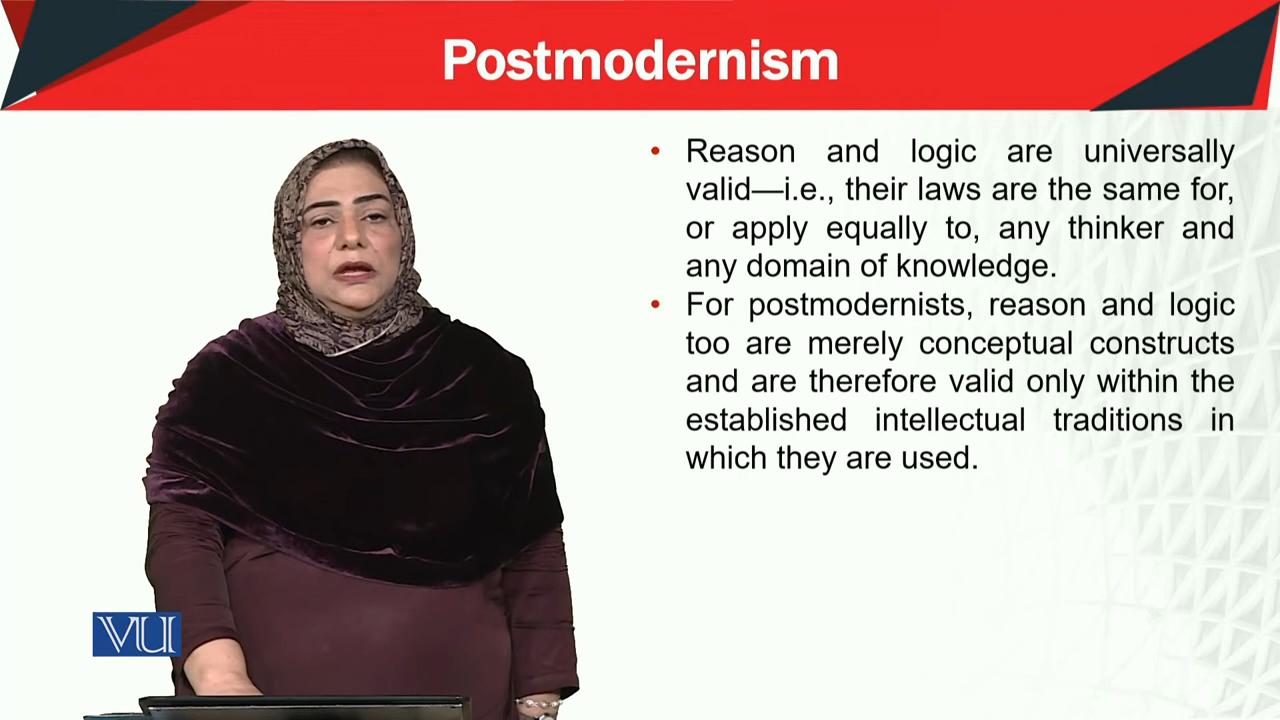 Postmodernism
• Reason and logic are universally
valid—i.e., their laws are the same for,
or apply equally to, any thinker and
any domain of knowledge.
• For postmodernists, reason and logic
too are merely conceptual constructs
and are therefore valid only within the
established intellectual traditions in
which they are used.
VU